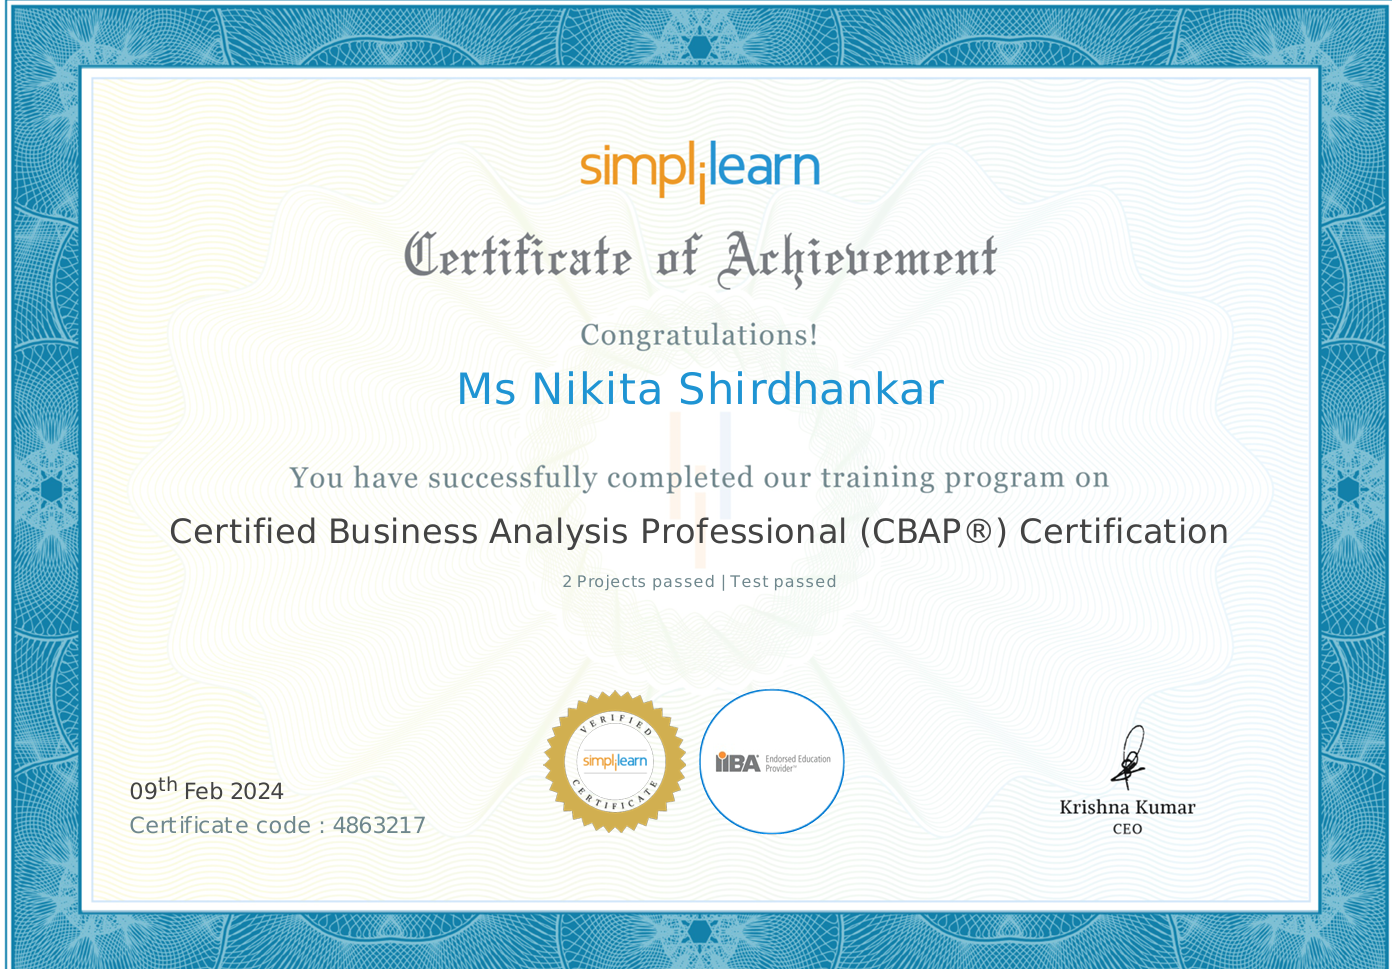 simplilearn
Certificate of Achievement
Congratulations!
Ms Nikita Shirdhankar
You have successfully completed our training program on
Certified Business Analysis Professional (CBAP®) Certification
2 Projects passed | Test passed
VERIFIED
simplilearn
CERTIFICATE
IIBA® Endorsed Education
Provider™
09th Feb 2024
Certificate code : 4863217
Krishna Kumar
CEO